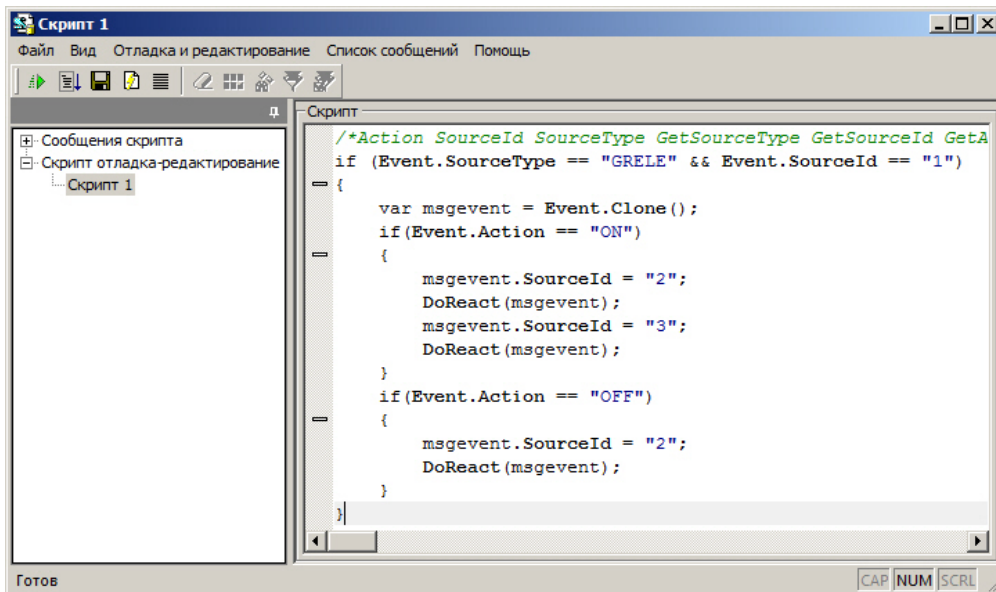 Скрипт 1
Файл Вид Отладка и редактирование Список сообщений Помощь
Сообщения скрипта
Скрипт отладка-редактирование
Скрипт 1
Скрипт
/*Action SourceId SourceType GetSourceType GetSourceId GetA
if (Event.SourceType == "GRELE" && Event.SourceId == "1")
{
var msgevent = Event.Clone();
if(Event.Action == "ON")
{
msgevent.SourceId = "2";
DoReact(msgevent);
msgevent.SourceId = "3";
DoReact(msgevent);
}
if(Event.Action == "OFF")
{
msgevent.SourceId = "2";
DoReact(msgevent);
}
}
Готов
CAP NUM SCRL